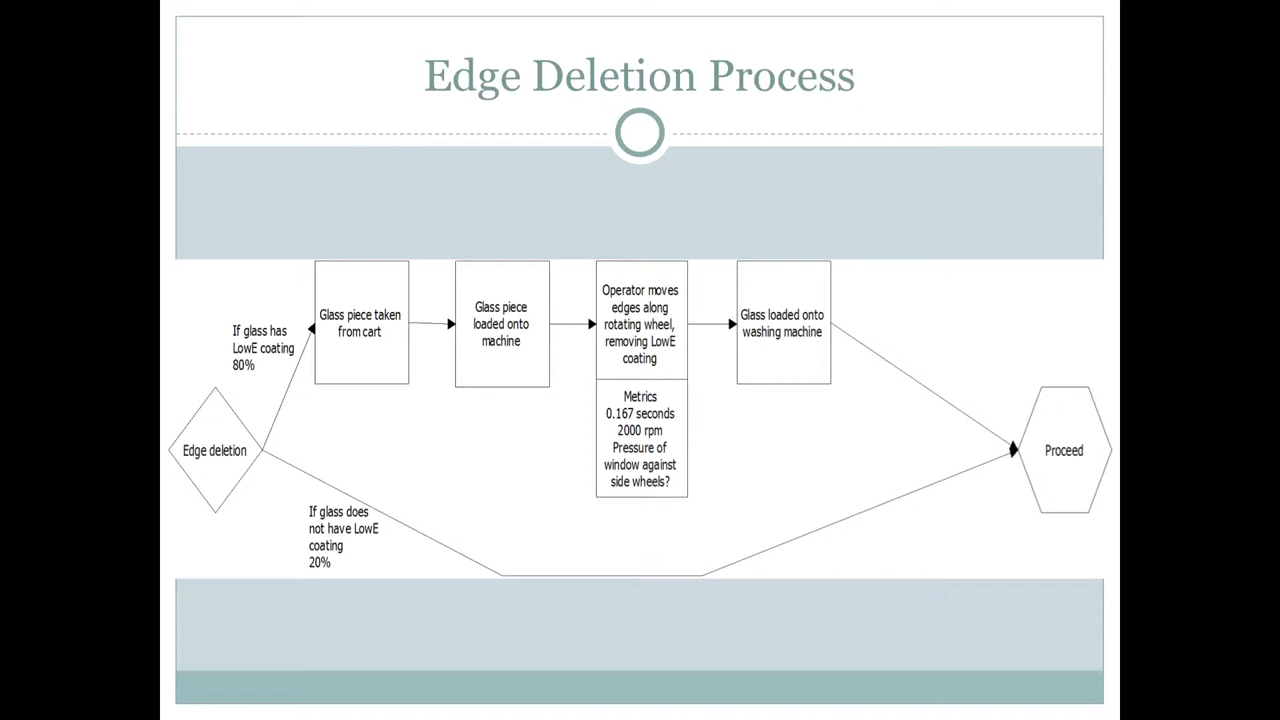 Edge Deletion Process
If glass has
LowE coating
80%
Glass piece taken
from cart
Glass piece
loaded onto
machine
Operator moves
edges along
rotating wheel,
removing LowE
coating
Metrics
0.167 seconds
2000 rpm
Pressure of
window against
side wheels?
Glass loaded onto
washing machine
Edge deletion
Proceed
If glass does
not have LowE
coating
20%